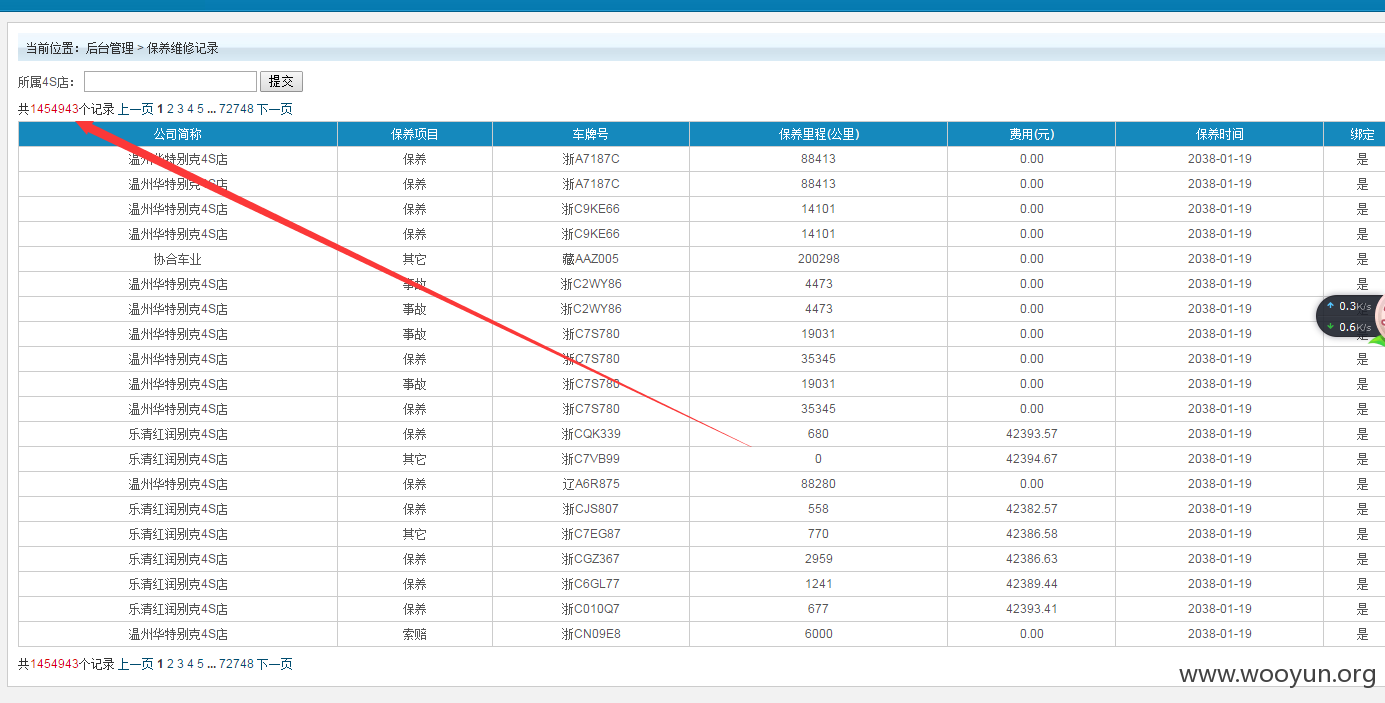 当前位置：后台管理 > 保养维修记录
所属4S店： 提交
共1454943个记录 上一页 1 2 3 4 5 ... 72748 下一页
公司简称 保养项目 车牌号 保养里程(公里) 费用(元) 保养时间 绑定
温州华特别克4S店 保养 浙A7187C 88413 0.00 2038-01-19 是
温州华特别克4S店 保养 浙A7187C 88413 0.00 2038-01-19 是
温州华特别克4S店 保养 浙C9KE66 14101 0.00 2038-01-19 是
温州华特别克4S店 保养 浙C9KE66 14101 0.00 2038-01-19 是
协合车业 其它 藏AAZ005 200298 0.00 2038-01-19 是
温州华特别克4S店 事故 浙C2WY86 4473 0.00 2038-01-19 是
温州华特别克4S店 事故 浙C2WY86 4473 0.00 2038-01-19 是
温州华特别克4S店 事故 浙C7S780 19031 0.00 2038-01-19 是
温州华特别克4S店 保养 浙C7S780 35345 0.00 2038-01-19 是
温州华特别克4S店 事故 浙C7S780 19031 0.00 2038-01-19 是
温州华特别克4S店 保养 浙C7S780 35345 0.00 2038-01-19 是
乐清红润别克4S店 保养 浙CQK339 680 42393.57 2038-01-19 是
乐清红润别克4S店 其它 浙C7VB99 0 42394.67 2038-01-19 是
温州华特别克4S店 保养 辽A6R875 88280 0.00 2038-01-19 是
乐清红润别克4S店 保养 浙CJS807 558 42382.57 2038-01-19 是
乐清红润别克4S店 其它 浙C7EG87 770 42386.58 2038-01-19 是
乐清红润别克4S店 保养 浙CGZ367 2959 42386.63 2038-01-19 是
乐清红润别克4S店 保养 浙C6GL77 1241 42389.44 2038-01-19 是
乐清红润别克4S店 保养 浙C010Q7 677 42393.41 2038-01-19 是
温州华特别克4S店 索赔 浙CN09E8 6000 0.00 2038-01-19 是
共1454943个记录 上一页 1 2 3 4 5 ... 72748 下一页
0.3K/s
0.6K/s
www.wooyun.org